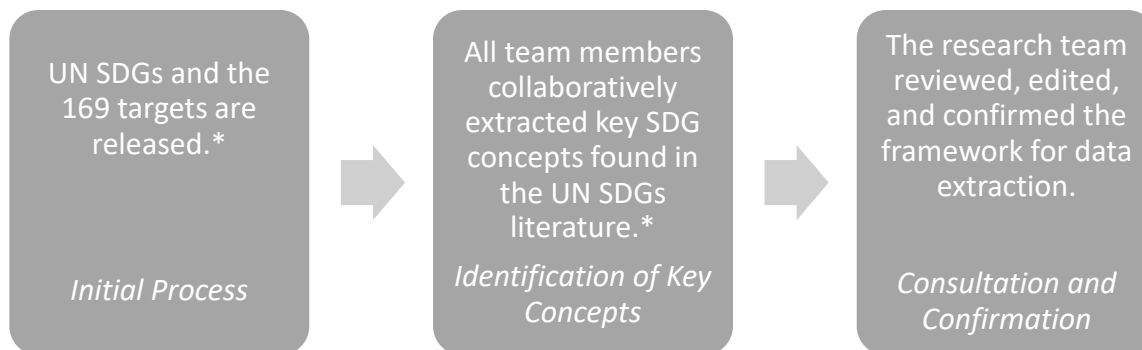 UN SDGs and the
169 targets are
released.*
Initial Process
All team members
collaboratively
extracted key SDG
concepts found in
the UN SDGs
literature.*
Identification of Key
Concepts
The research team
reviewed, edited,
and confirmed the
framework for data
extraction.
Consultation and
Confirmation